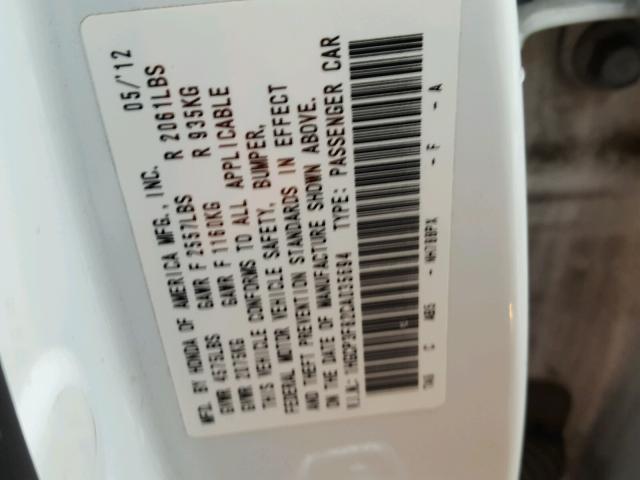 MFD. BY HONDA OF AMERICA MFG., INC. 05/'12
GVWR 4575LBS GAWR F 2557LBS R 2061LBS
GVWR 2075KG GAWR F 1160KG R 935KG
THIS VEHICLE CONFORMS TO ALL APPLICABLE
FEDERAL MOTOR VEHICLE SAFETY, BUMPER,
AND THEFT PREVENTION STANDARDS IN EFFECT
ON THE DATE OF MANUFACTURE SHOWN ABOVE.
V.I.N.: TYPE: PASSENGER CAR
C - F - A